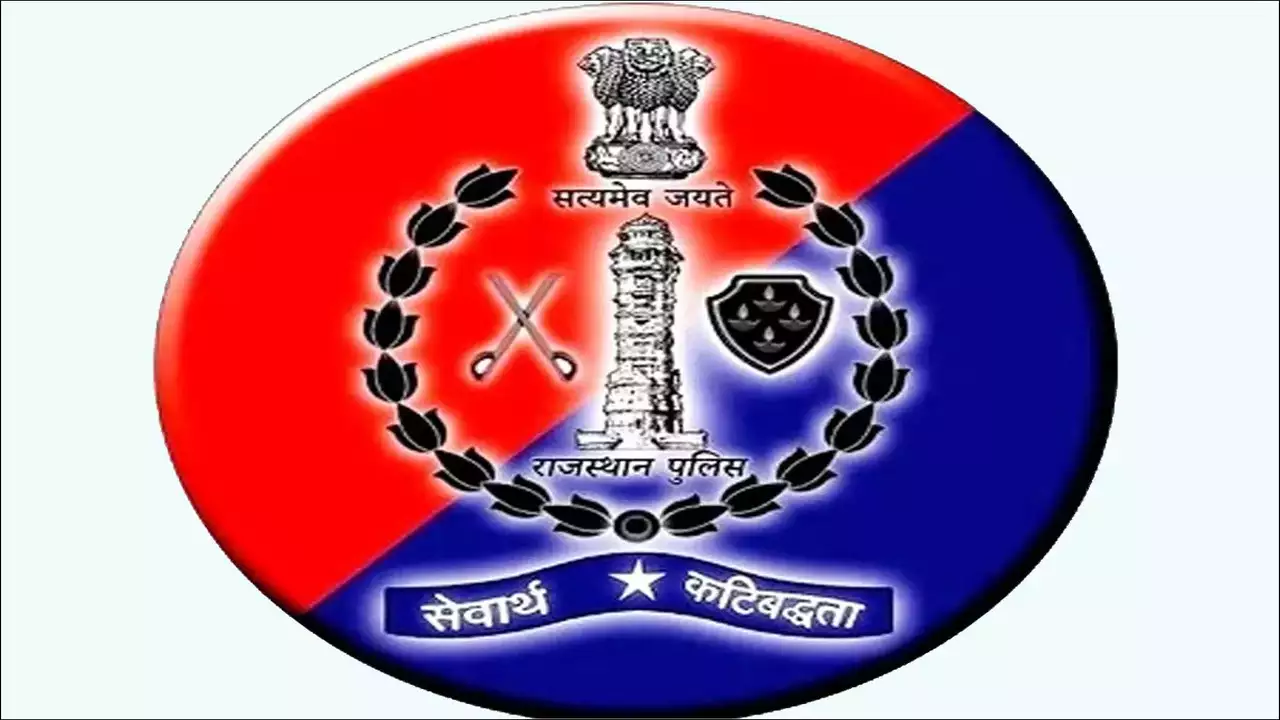 सत्यमेव जयते
राजस्थान पुलिस
सेवार्थ कटिबद्धता